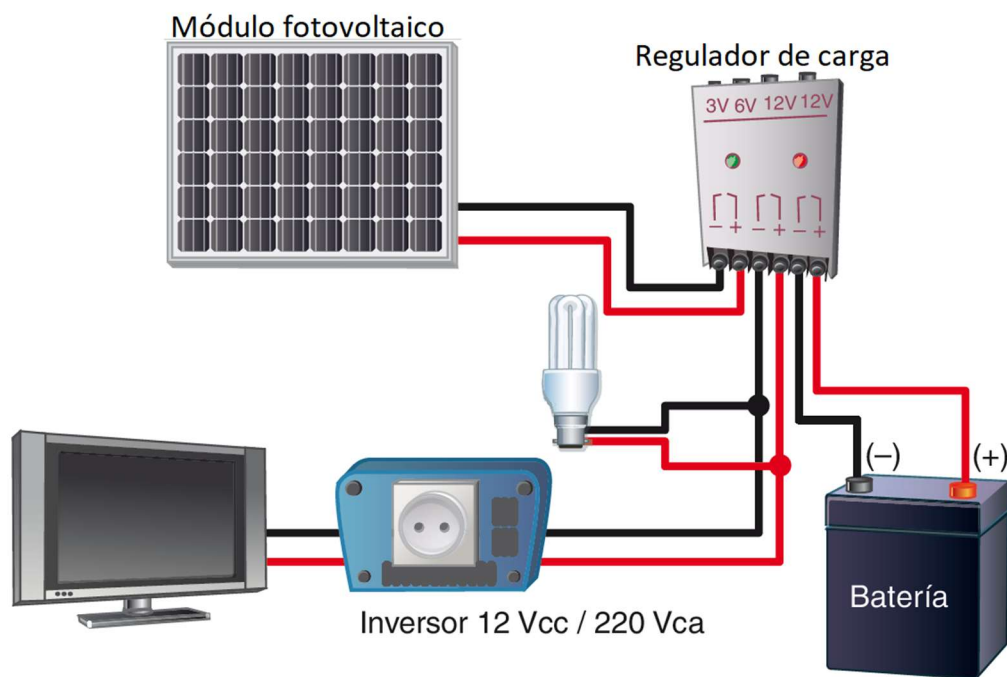 Módulo fotovoltaico
Regulador de carga
3V 6V 12V 12V
− + − + − +
(−) (+)
Batería
Inversor 12 Vcc / 220 Vca